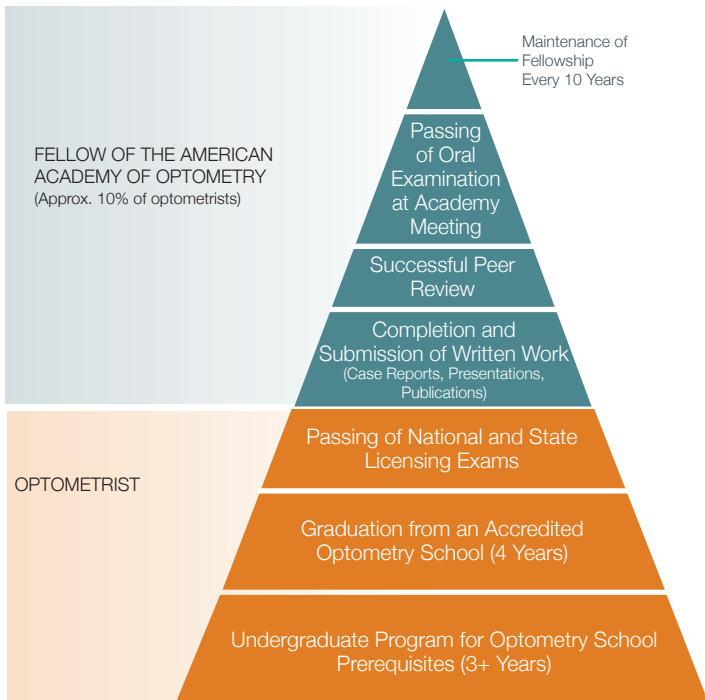 Maintenance of
Fellowship
Every 10 Years
FELLOW OF THE AMERICAN
ACADEMY OF OPTOMETRY
(Approx. 10% of optometrists)
Passing
of Oral
Examination
at Academy
Meeting
Successful Peer
Review
Completion and
Submission of Written Work
(Case Reports, Presentations,
Publications)
OPTOMETRIST
Passing of National and State
Licensing Exams
Graduation from an Accredited
Optometry School (4 Years)
Undergraduate Program for Optometry School
Prerequisites (3+ Years)